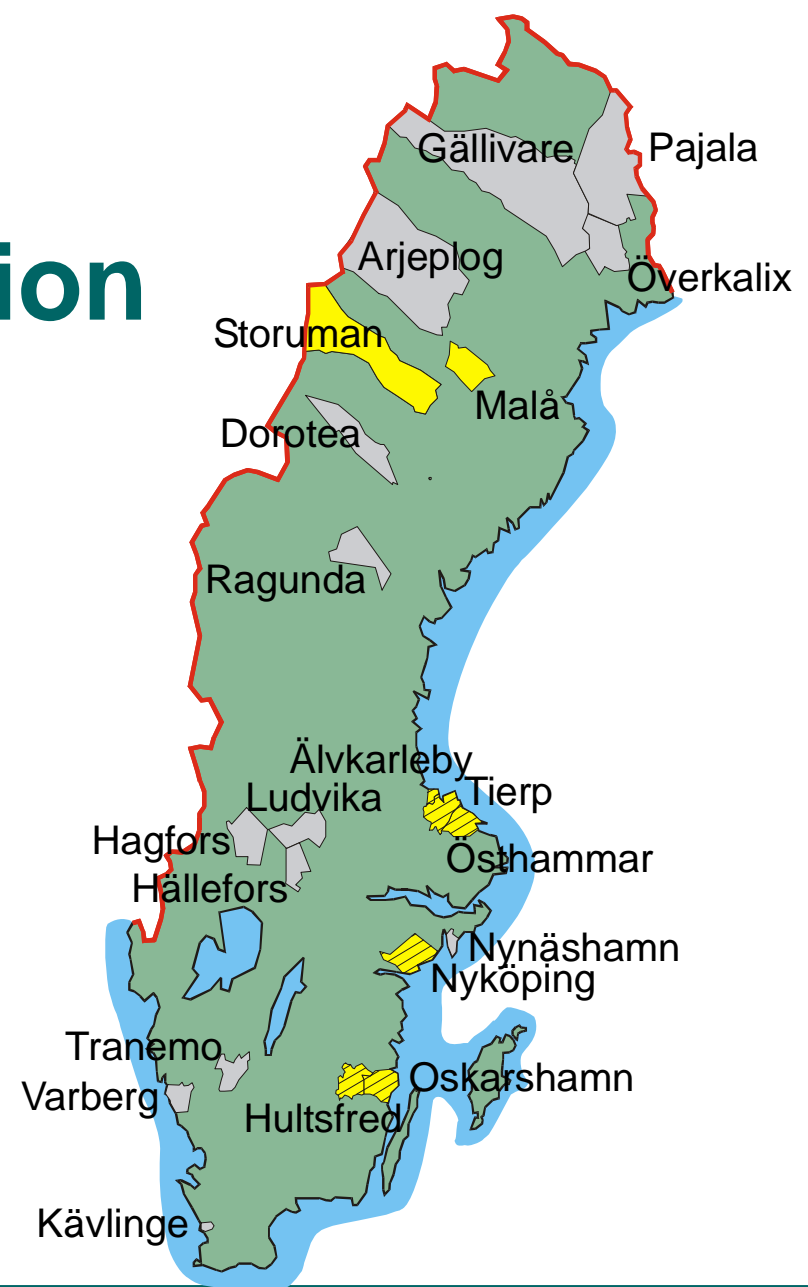 Gällivare
Pajala
Arjeplog
ion
Överkalix
Storuman
Malå
Dorotea
Ragunda
Älvkarleby
Tierp
Ludvika
Hagfors
Östhammar
Hällefors
Nynäshamn
Nyköping
Tranemo
Oskarshamn
Varberg
Hultsfred
Kävlinge